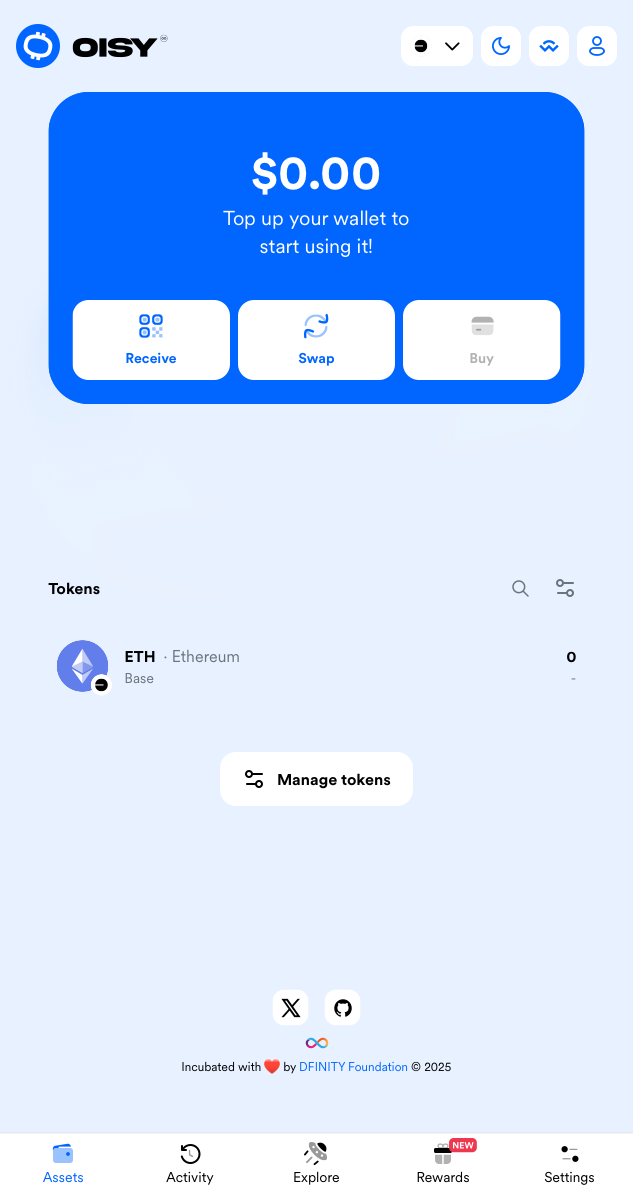 OISY
$0.00
Top up your wallet to
start using it!
Receive
Swap
Buy
Tokens
ETH · Ethereum
0
Base
-
Manage tokens
Incubated with ❤️ by DFINITY Foundation © 2025
NEW
Assets
Activity
Explore
Rewards
Settings